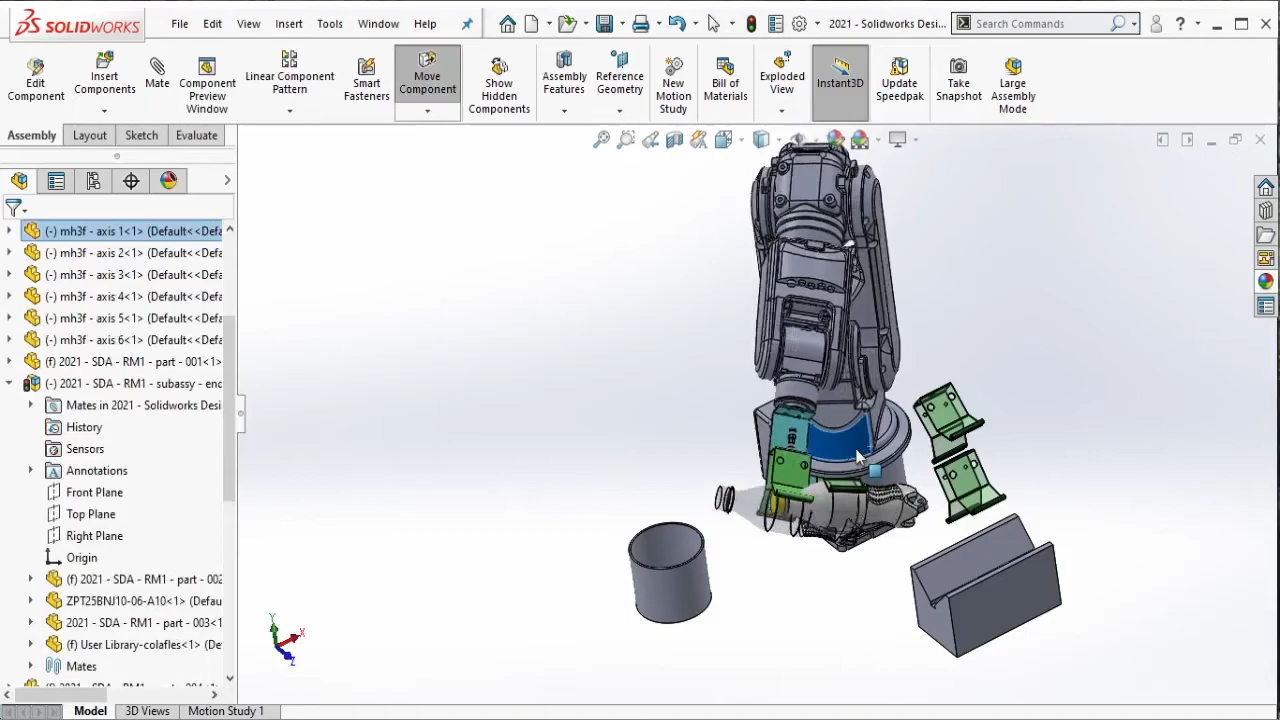 SOLIDWORKS
File Edit View Insert Tools Window Help
2021 - Solidworks Desi...
Search Commands
Edit Component
Insert Components
Mate
Component Preview Window
Linear Component Pattern
Smart Fasteners
Move Component
Show Hidden Components
Assembly Features
Reference Geometry
New Motion Study
Bill of Materials
Exploded View
Instant3D
Update Speedpak
Take Snapshot
Large Assembly Mode
Assembly Layout Sketch Evaluate
(-) mh3f - axis 1<1> (Default<<Defa
(-) mh3f - axis 2<1> (Default<<Defa
(-) mh3f - axis 3<1> (Default<<Defa
(-) mh3f - axis 4<1> (Default<<Defa
(-) mh3f - axis 5<1> (Default<<Defa
(-) mh3f - axis 6<1> (Default<<Defa
(f) 2021 - SDA - RM1 - part - 001<1>
(-) 2021 - SDA - RM1 - subassy - end
Mates in 2021 - Solidworks Desi
History
Sensors
Annotations
Front Plane
Top Plane
Right Plane
Origin
(f) 2021 - SDA - RM1 - part - 002
ZPT25BNJ10-06-A10<1> (Defau
2021 - SDA - RM1 - part - 003<1
(f) User Library-colafles<1> (De
Mates
Y
X
Z
Model 3D Views Motion Study 1